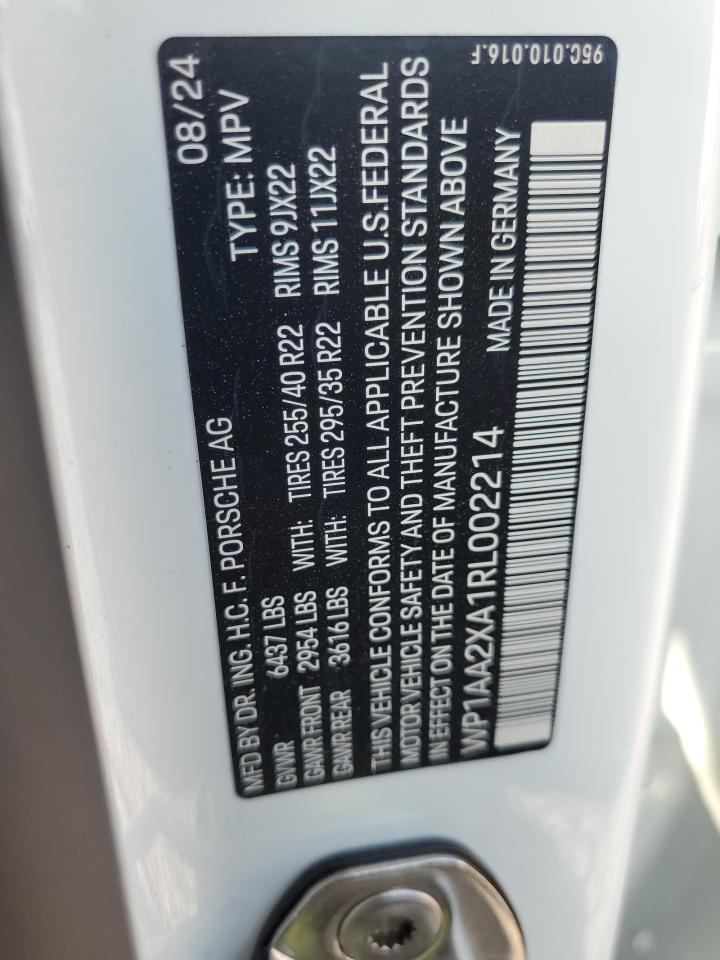 MFD BY DR. ING. H.C. F. PORSCHE AG 08/24
GVWR 6437 LBS TYPE: MPV
GAWR FRONT 2954 LBS WITH: TIRES 255/40 R22 RIMS 9JX22
GAWR REAR 3616 LBS WITH: TIRES 295/35 R22 RIMS 11JX22
THIS VEHICLE CONFORMS TO ALL APPLICABLE U.S.FEDERAL
MOTOR VEHICLE SAFETY AND THEFT PREVENTION STANDARDS
IN EFFECT ON THE DATE OF MANUFACTURE SHOWN ABOVE
WP1AA2XA1RL002214 MADE IN GERMANY
95C.010.016.F